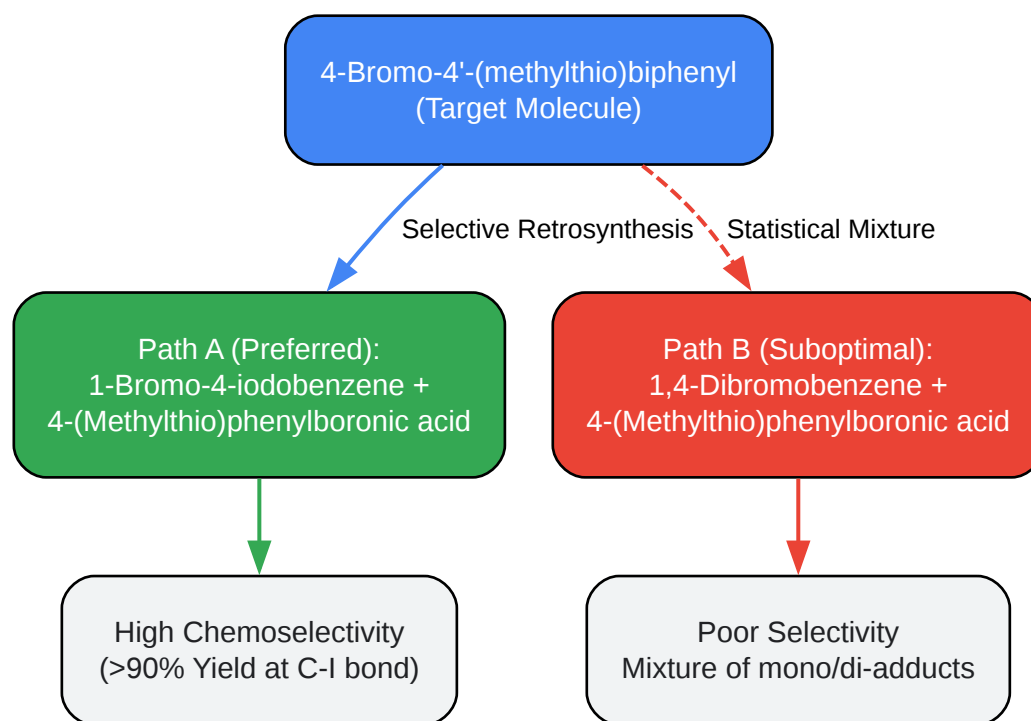 4-Bromo-4'-(methylthio)biphenyl
(Target Molecule)
Selective Retrosynthesis
Statistical Mixture
Path A (Preferred):
1-Bromo-4-iodobenzene +
4-(Methylthio)phenylboronic acid
Path B (Suboptimal):
1,4-Dibromobenzene +
4-(Methylthio)phenylboronic acid
High Chemoselectivity
(>90% Yield at C-I bond)
Poor Selectivity
Mixture of mono/di-adducts